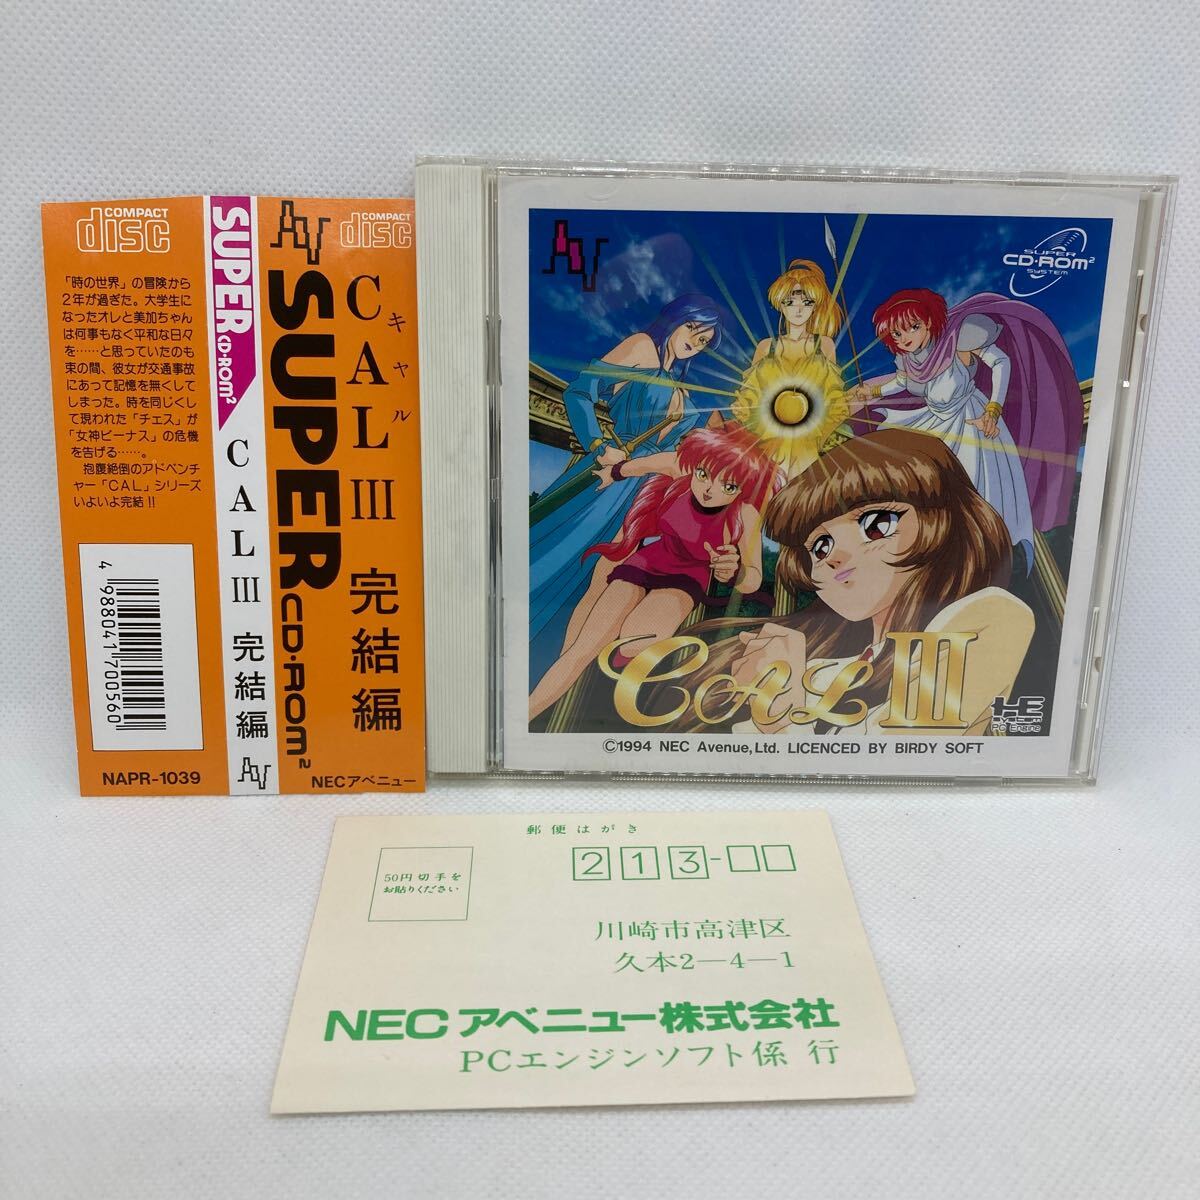 COMPACT
disc
「時の世界」の冒険から
2年が過ぎた。大学生に
なったオレと美加ちゃん
は何事もなく平和な日々
を……と思っていたのも
束の間、彼女が交通事故
にあって記憶を無くして
しまった。時を同じくし
て現われた「チェス」が
「女神ビーナス」の危機
を告げる……。
抱腹絶倒のアドベンチ
ャー「CAL」シリーズ
いよいよ完結!!
4 988041 700560
NAPR-1039
SUPER CD-ROM²
CAL III 完結編
AV
AV
COMPACT
disc
SUPER CD-ROM²
CAL III 完結編
キャル
NECアベニュー
AV
SUPER
CD-ROM²
SYSTEM
CAL III
HE
SYSTEM
PC Engine
©1994 NEC Avenue,Ltd. LICENCED BY BIRDY SOFT
郵便はがき
50円切手を
お貼りください
213-
川崎市高津区
久本2—4—1
NECアベニュー株式会社
PCエンジンソフト係 行